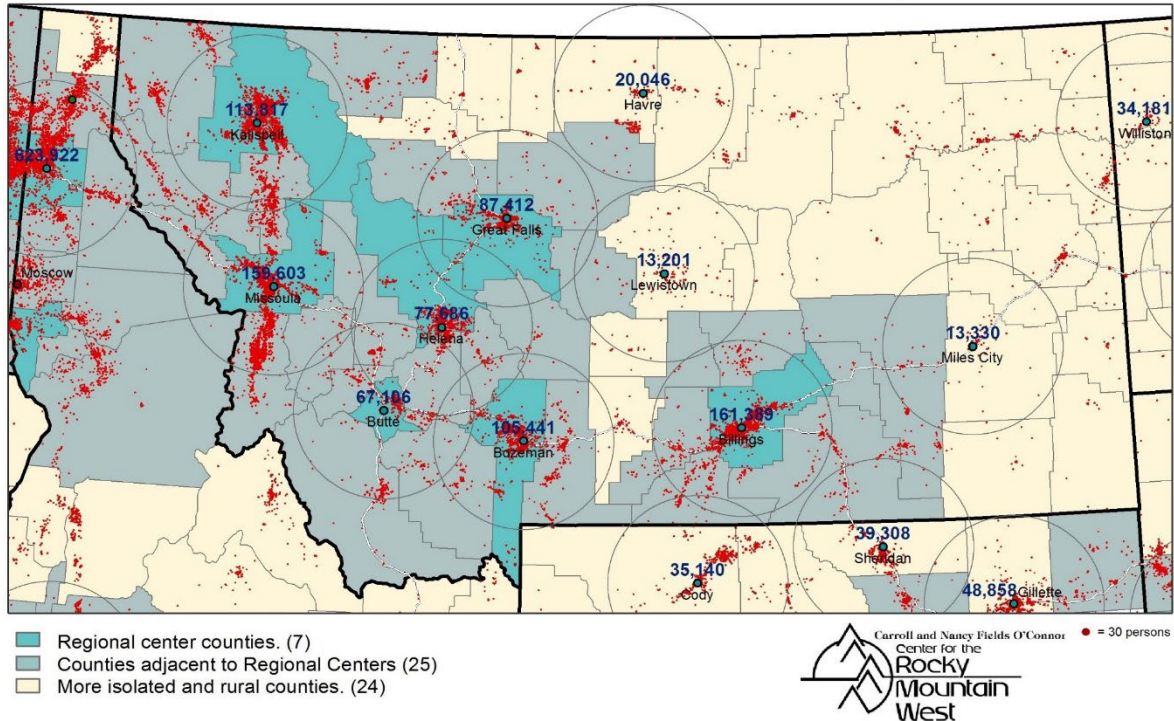 20,046
Havre
34,181
Williston
113,817
Kalispell
623,922
87,412
Great Falls
13,201
Lewistown
Moscow
159,603
Missoula
77,686
Helena
13,330
Miles City
67,106
Butte
161,389
Billings
105,441
Bozeman
39,308
Sheridan
35,140
Cody
48,858 Gillette
Regional center counties. (7)
Counties adjacent to Regional Centers (25)
More isolated and rural counties. (24)
Carroll and Nancy Fields O'Connor
Center for the
Rocky
Mountain
West
= 30 persons